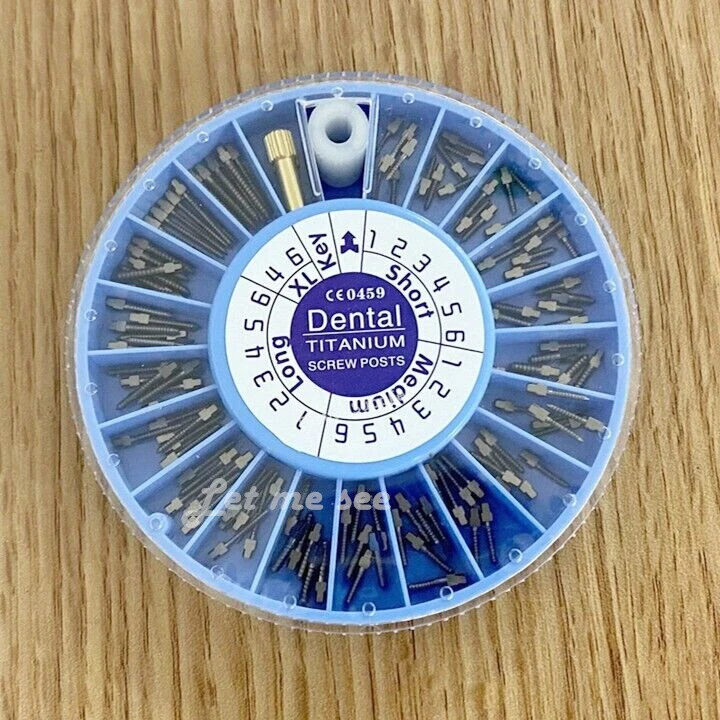 CE0459
Dental
TITANIUM
SCREW POSTS
Key
Short
1 2 3 4 5 6
Medium
1 2 3 4 5 6
Long
1 2 3 4 5 6
XL
4 6
Let me see